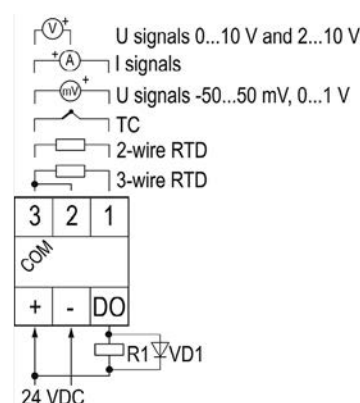 V + U signals 0...10 V and 2...10 V
+ A I signals
mV + U signals -50...50 mV, 0...1 V
TC
2-wire RTD
3-wire RTD
3 2 1
COM
+ - DO
R1 VD1
24 VDC